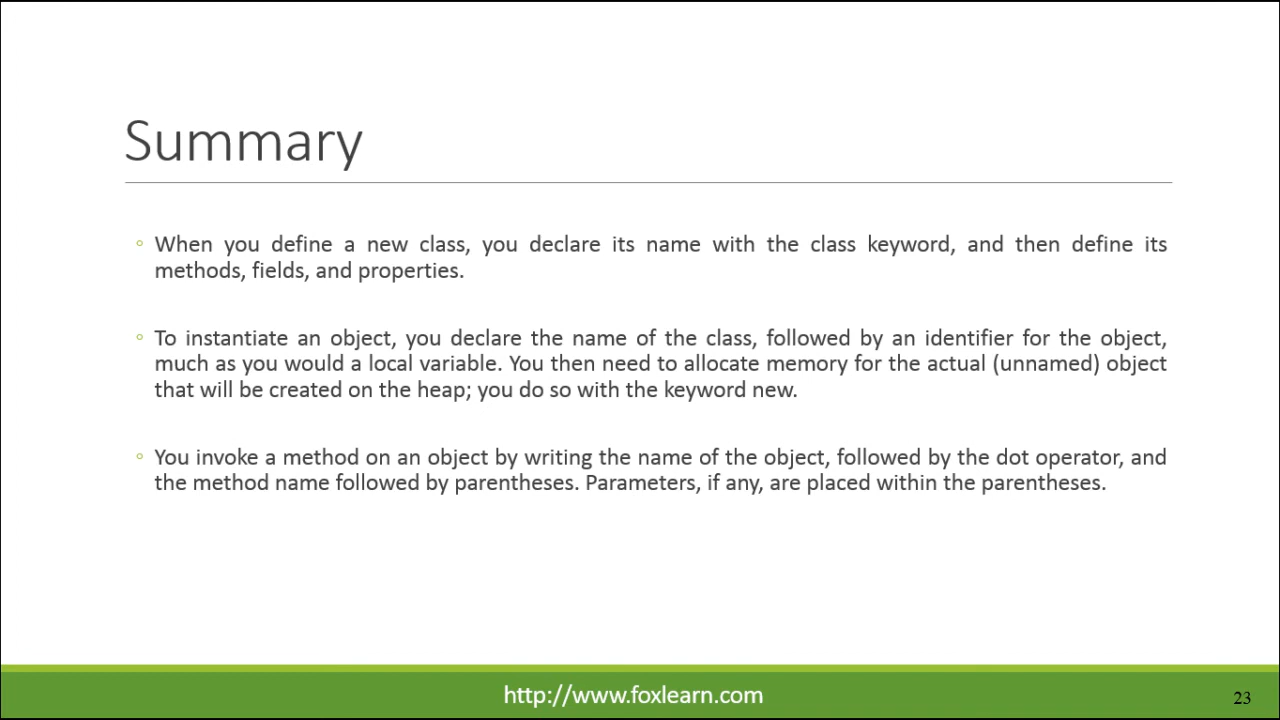 Summary
◦ When you define a new class, you declare its name with the class keyword, and then define its
methods, fields, and properties.
◦ To instantiate an object, you declare the name of the class, followed by an identifier for the object,
much as you would a local variable. You then need to allocate memory for the actual (unnamed) object
that will be created on the heap; you do so with the keyword new.
◦ You invoke a method on an object by writing the name of the object, followed by the dot operator, and
the method name followed by parentheses. Parameters, if any, are placed within the parentheses.
http://www.foxlearn.com
23